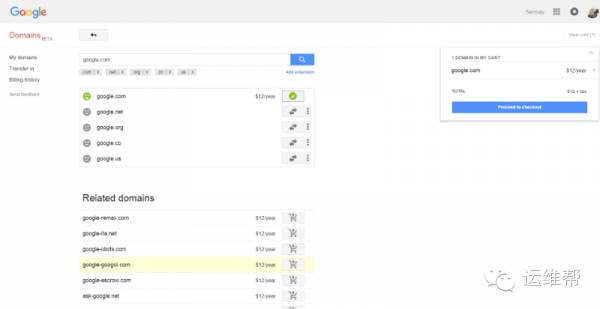 Google
Sanmay
Domains BETA
View cart (1)
My domains
Transfer in
Billing history
Send feedback
google.com
.com x .net x .org x .co x .us x
Add extension
google.com $12/year
google.net
google.org
google.co
google.us
1 DOMAIN IN MY CART
google.com $12/year
TOTAL $12 + tax
Proceed to checkout
Related domains
google-remax.com $12/year
google-lla.net $12/year
google-idiots.com $12/year
google-googol.com $12/year
google-escrow.com $12/year
ask-google.net $12/year
运维帮